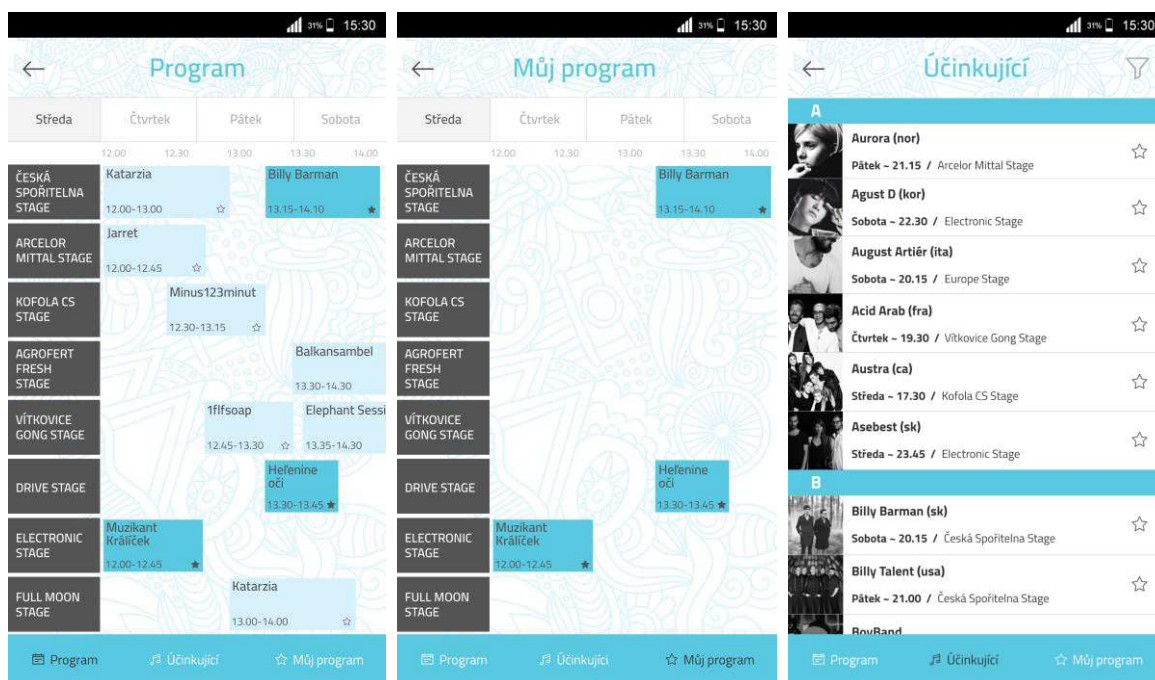 31% 15:30
Program
Středa Čtvrtek Pátek Sobota
12.00 12.30 13.00 13.30 14.00
ČESKÁ
SPOŘITELNA
STAGE
Katarzia
12.00-13.00
Billy Barman
13.15-14.10
ARCELOR
MITTAL STAGE
Jarret
12.00-12.45
KOFOLA CS
STAGE
Minus123minut
12.30-13.15
AGROFERT
FRESH
STAGE
Balkansambel
13.30-14.30
VÍTKOVICE
GONG STAGE
1flfsoap
12.45-13.30
Elephant Sessi
13.35-14.30
DRIVE STAGE
Heľenine
oči
13.30-13.45
ELECTRONIC
STAGE
Muzikant
Králíček
12.00-12.45
FULL MOON
STAGE
Katarzia
13.00-14.00
Program Účinkující Můj program
31% 15:30
Můj program
Středa Čtvrtek Pátek Sobota
12.00 12.30 13.00 13.30 14.00
ČESKÁ
SPOŘITELNA
STAGE
Billy Barman
13.15-14.10
ARCELOR
MITTAL STAGE
KOFOLA CS
STAGE
AGROFERT
FRESH
STAGE
VÍTKOVICE
GONG STAGE
DRIVE STAGE
Heľenine
oči
13.30-13.45
ELECTRONIC
STAGE
Muzikant
Králíček
12.00-12.45
FULL MOON
STAGE
Program Účinkující Můj program
31% 15:30
Účinkující
A
Aurora (nor)
Pátek ~ 21.15 / Arcelor Mittal Stage
Agust D (kor)
Sobota ~ 22.30 / Electronic Stage
August Artiér (ita)
Sobota ~ 20.15 / Europe Stage
Acid Arab (fra)
Čtvrtek ~ 19.30 / Vítkovice Gong Stage
Austra (ca)
Středa ~ 17.30 / Kofola CS Stage
Asebest (sk)
Středa ~ 23.45 / Electronic Stage
B
Billy Barman (sk)
Sobota ~ 20.15 / Česká Spořitelna Stage
Billy Talent (usa)
Pátek ~ 21.00 / Česká Spořitelna Stage
BoyBand
Program Účinkující Můj program